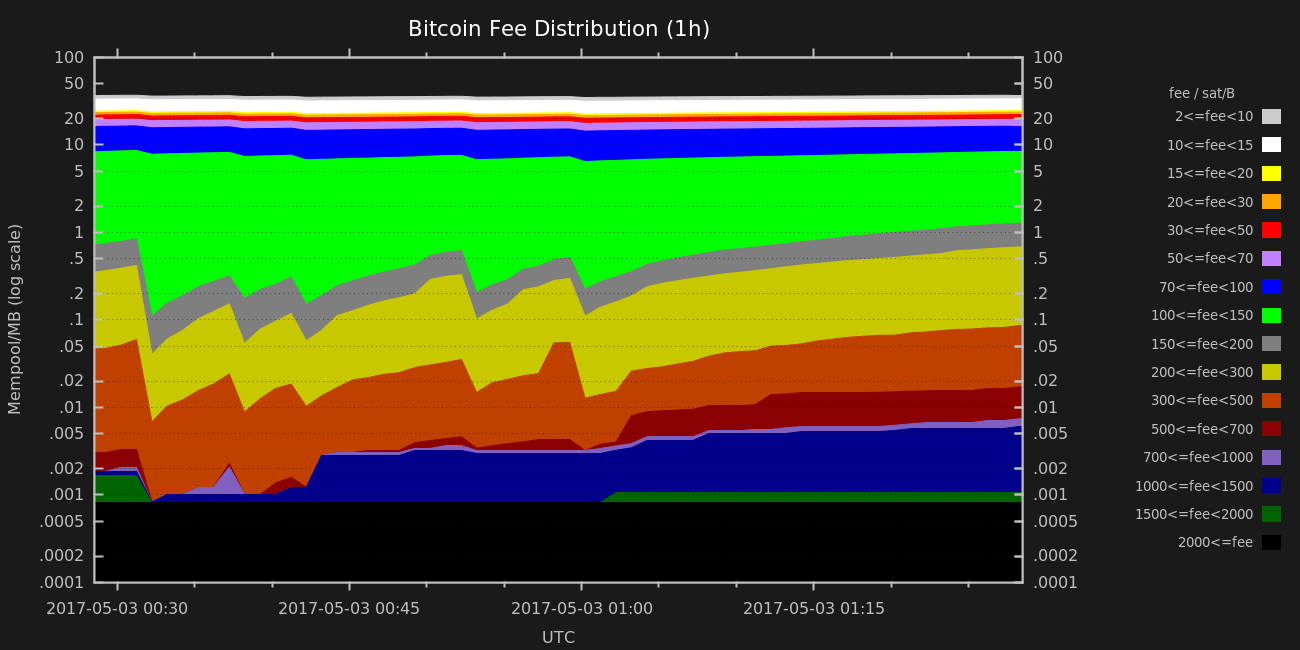 Bitcoin Fee Distribution (1h)
Mempool/MB (log scale)
100
50
20
10
5
2
1
.5
.2
.1
.05
.02
.01
.005
.002
.001
.0005
.0002
.0001
100
50
20
10
5
2
1
.5
.2
.1
.05
.02
.01
.005
.002
.001
.0005
.0002
.0001
2017-05-03 00:30
2017-05-03 00:45
2017-05-03 01:00
2017-05-03 01:15
UTC
fee / sat/B
2<=fee<10
10<=fee<15
15<=fee<20
20<=fee<30
30<=fee<50
50<=fee<70
70<=fee<100
100<=fee<150
150<=fee<200
200<=fee<300
300<=fee<500
500<=fee<700
700<=fee<1000
1000<=fee<1500
1500<=fee<2000
2000<=fee